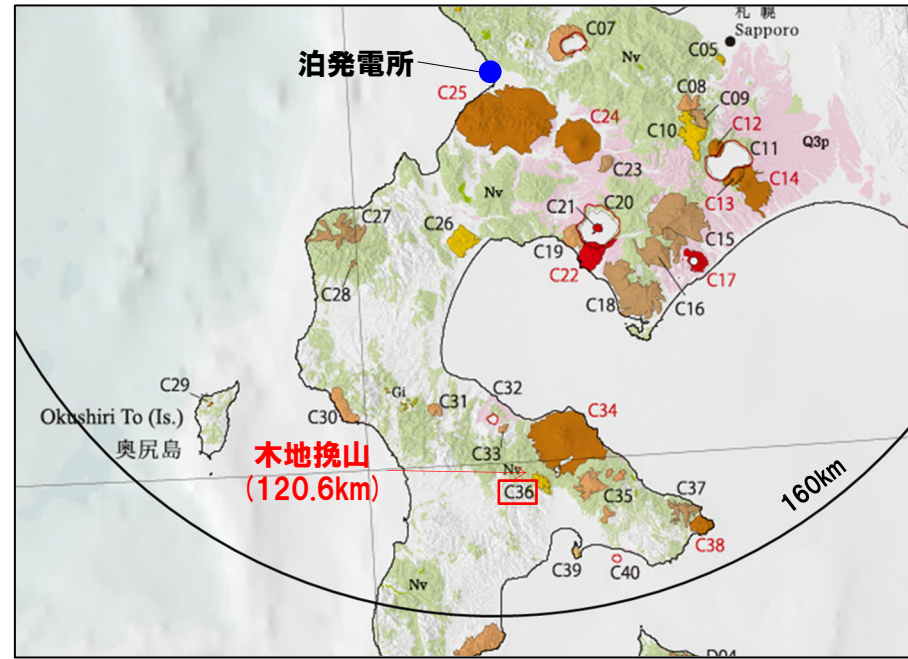 札 幌
Sapporo
C07
Nv
C05
泊発電所
C25
C08
C09
C24
C10
C12
C11
Q3p
C23
C14
C13
Nv
C21
C20
C27
C26
C15
C19
C22
C17
C28
C18
C16
C29
Gi
C32
C31
C34
Okushiri To (Is.)
C30
奥尻島
木地挽山
C33
Nv
(120.6km)
C36
C35
C37
160km
C38
C39
C40
Nv
D04